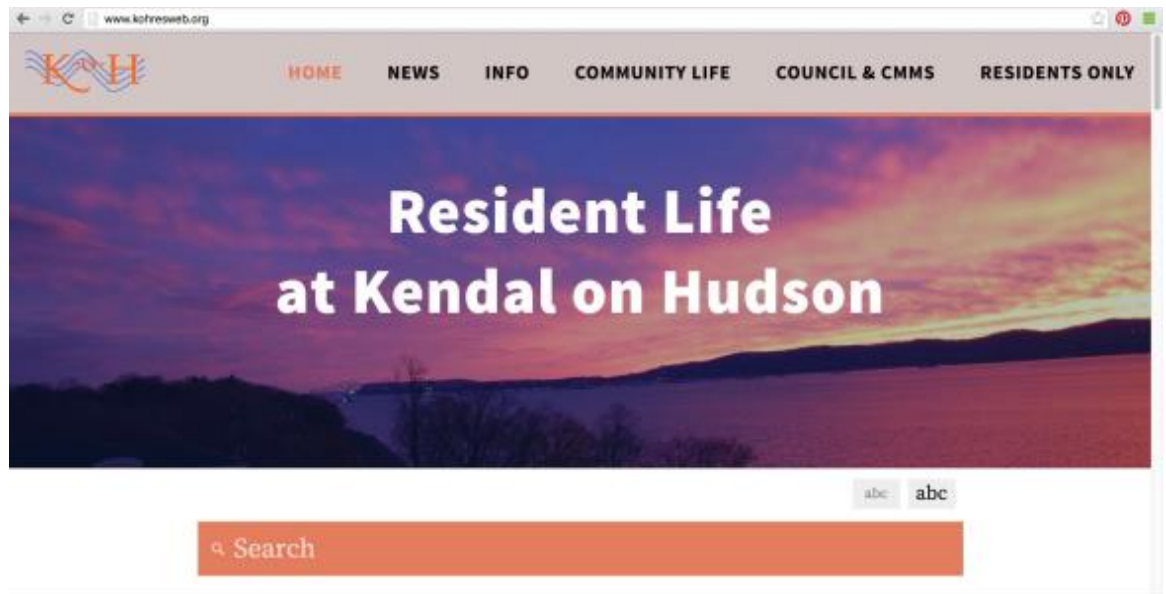 www.kohresweb.org
KoH
HOME NEWS INFO COMMUNITY LIFE COUNCIL & CMMS RESIDENTS ONLY
Resident Life
at Kendal on Hudson
abc abc
Search